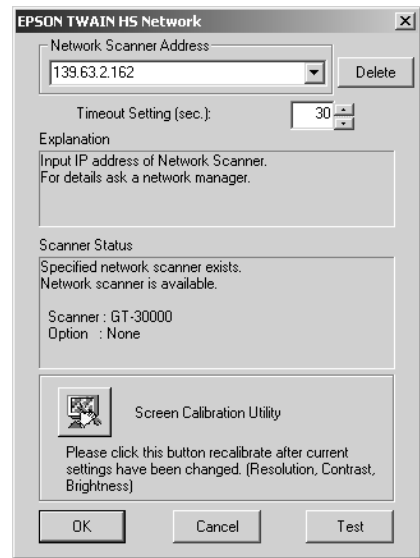 EPSON TWAIN HS Network
Network Scanner Address
139.63.2.162
Delete
Timeout Setting (sec.):
30
Explanation
Input IP address of Network Scanner.
For details ask a network manager.
Scanner Status
Specified network scanner exists.
Network scanner is available.
Scanner : GT-30000
Option : None
Screen Calibration Utility
Please click this button recalibrate after current
settings have been changed. (Resolution, Contrast,
Brightness)
OK
Cancel
Test